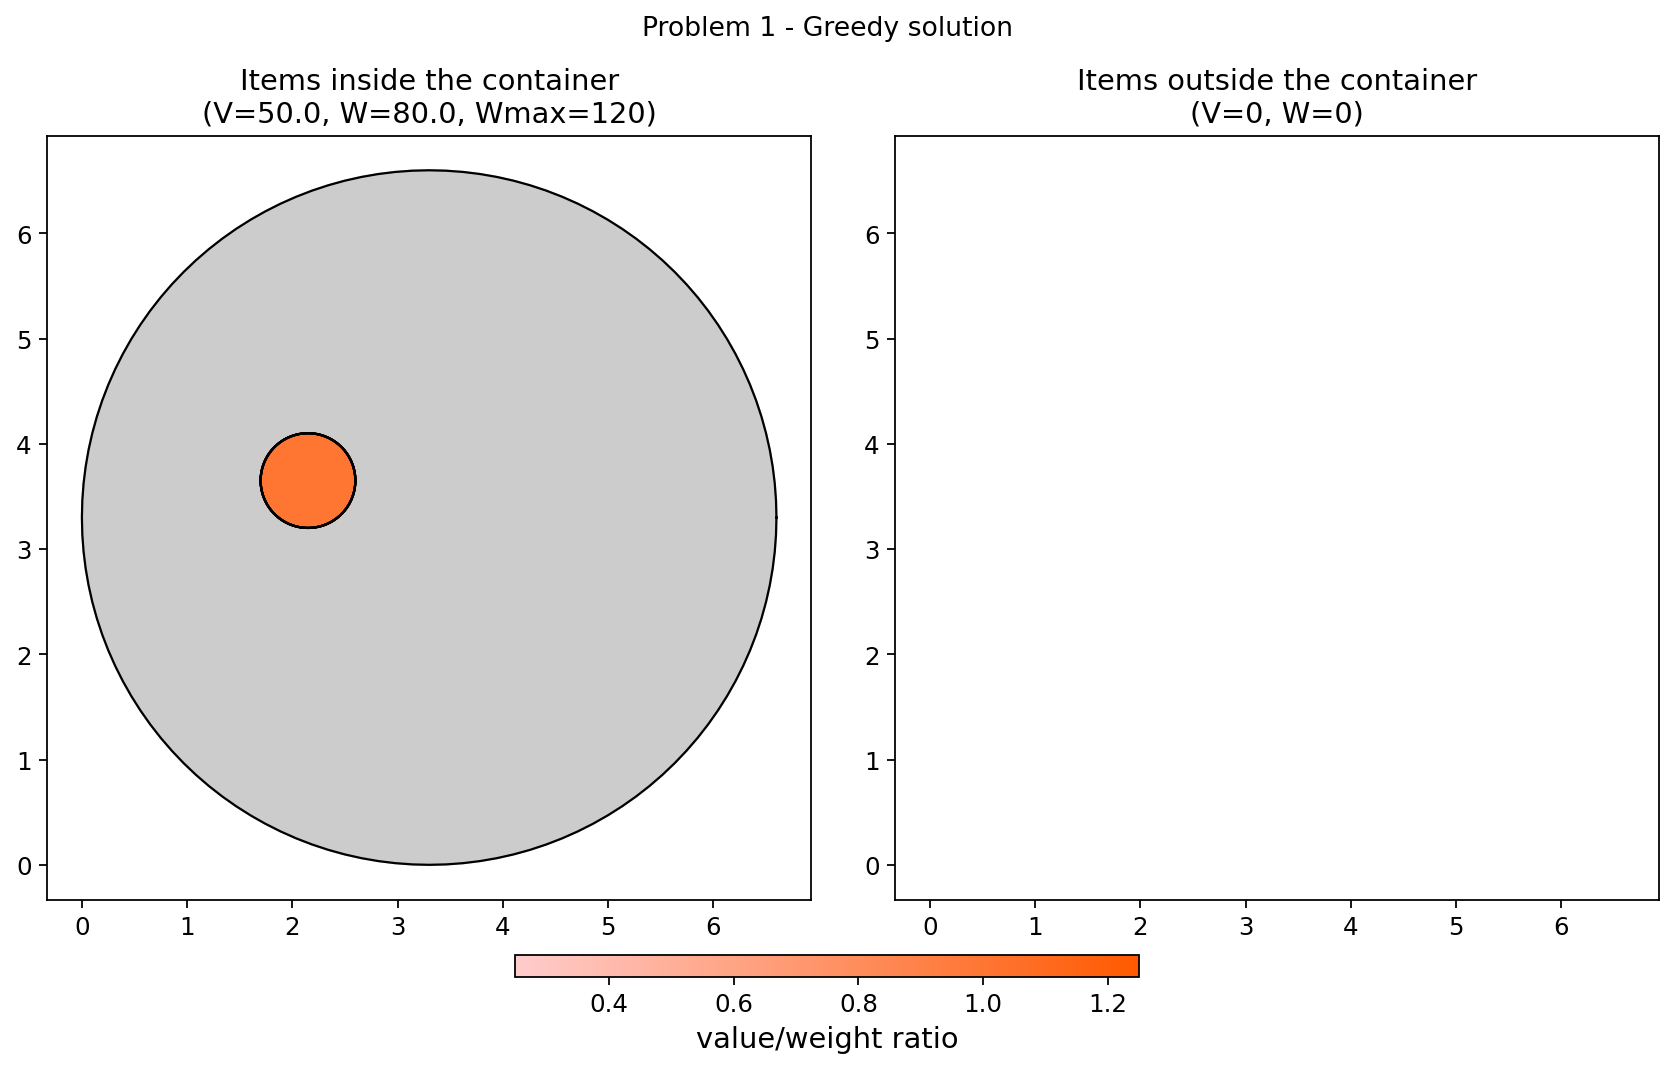 Problem 1 - Greedy solution
Items inside the container
(V=50.0, W=80.0, Wmax=120)
6
5
4
3
2
1
0
0 1 2 3 4 5 6
Items outside the container
(V=0, W=0)
6
5
4
3
2
1
0
0 1 2 3 4 5 6
0.4 0.6 0.8 1.0 1.2
value/weight ratio